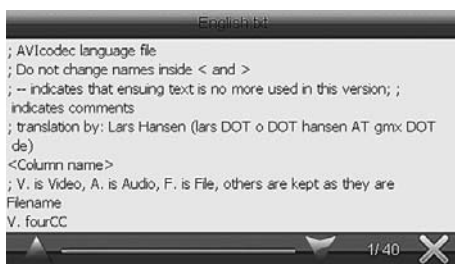 English.txt
; AVIcodec language file
; Do not change names inside < and >
; -- indicates that ensuing text is no more used in this version; ;
indicates comments
; translation by: Lars Hansen (lars DOT o DOT hansen AT gmx DOT
de)
<Column name>
; V. is Video, A. is Audio, F. is File, others are kept as they are
Filename
V. fourCC
1/40